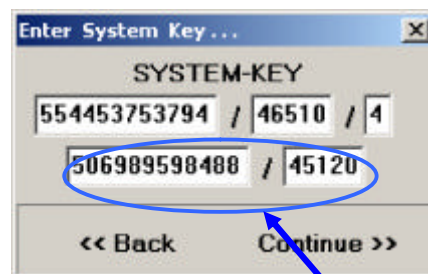 Enter System Key...
SYSTEM-KEY
554453753794 / 46510 / 4
506989598488 / 45120
<< Back Continue >>